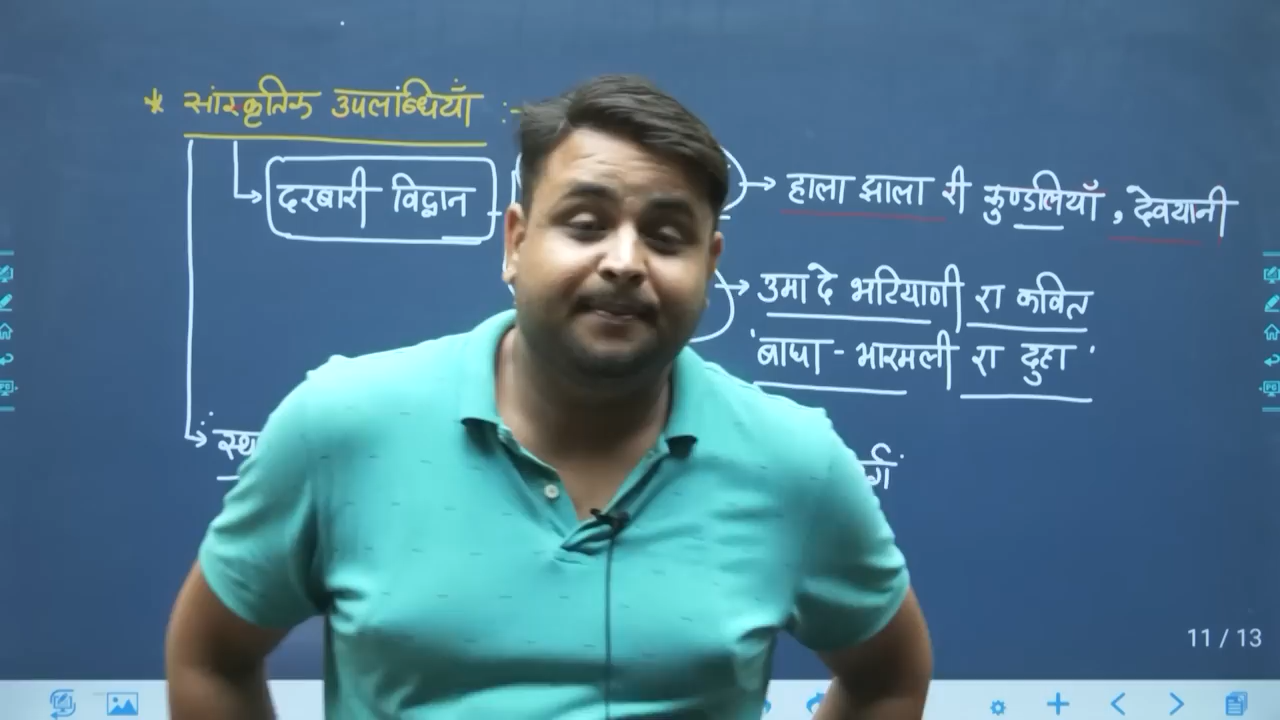 * सांस्कृतिक उपलब्धियाँ :-
दरबारी विद्वान
→ हाला झाला री कुण्डलियाँ , देवयानी
→ उमा दे भटियाणी रा कवित
'बाघा - भारमली रा दुहा'
11 / 13